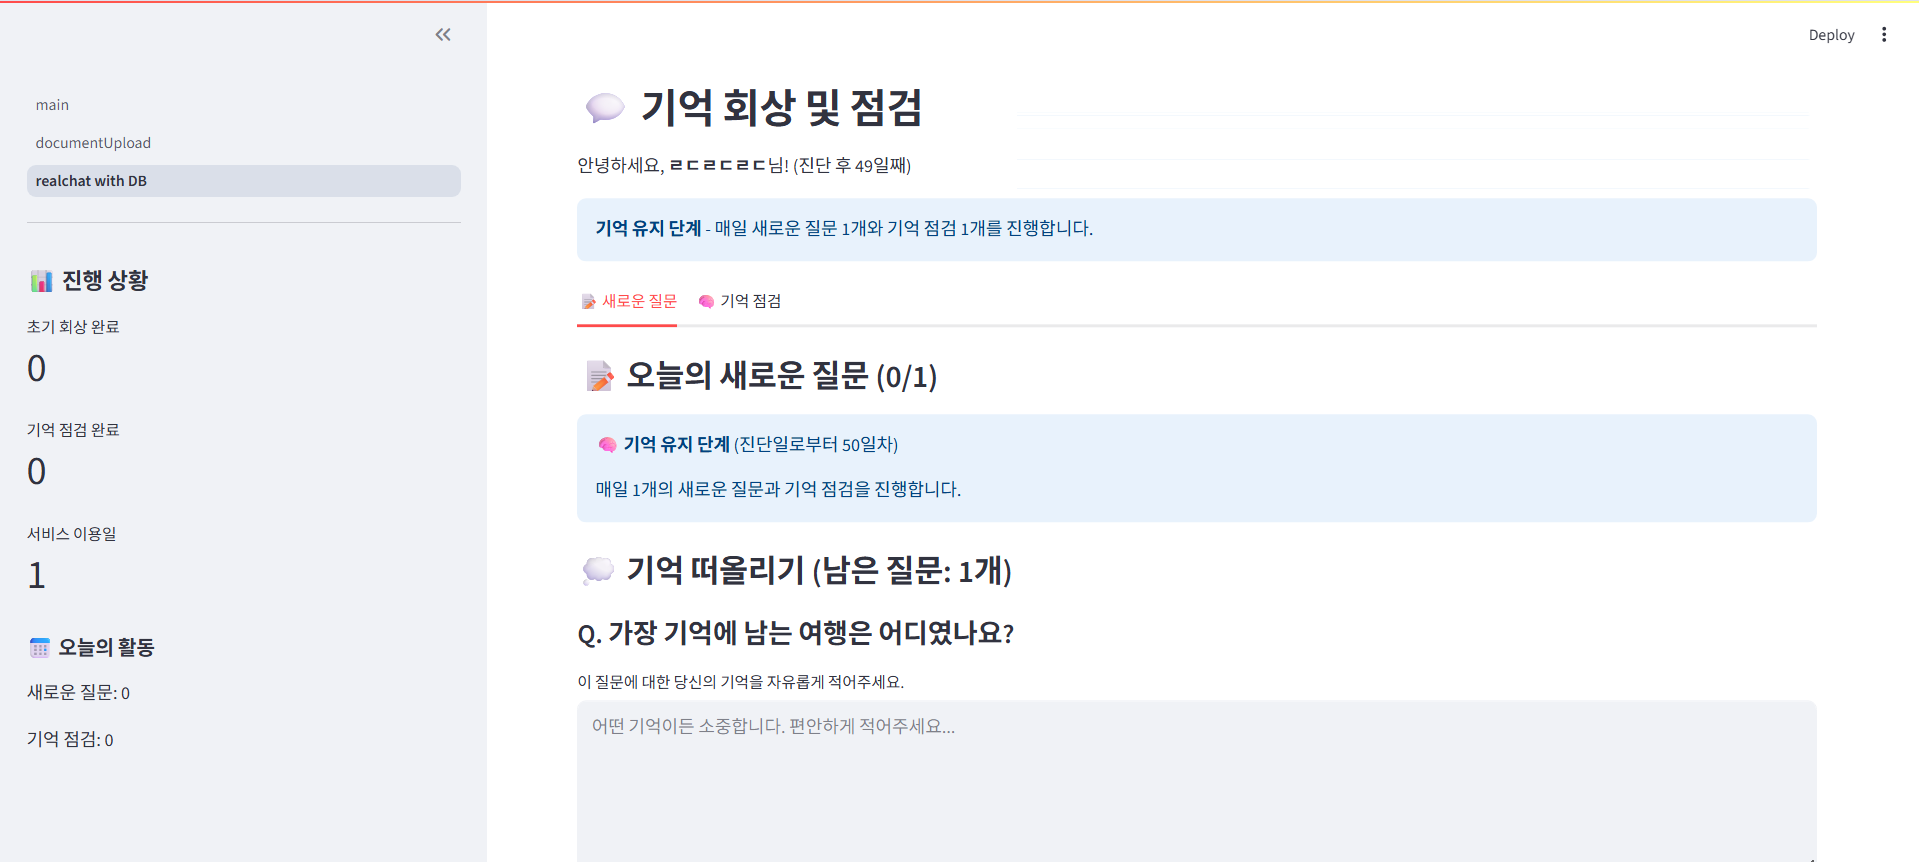 Deploy
main
documentUpload
realchat with DB
진행 상황
초기 회상 완료
0
기억 점검 완료
0
서비스 이용일
1
오늘의 활동
새로운 질문: 0
기억 점검: 0
기억 회상 및 점검
안녕하세요, ㄹㄷㄹㄷㄹㄷ님! (진단 후 49일째)
기억 유지 단계 - 매일 새로운 질문 1개와 기억 점검 1개를 진행합니다.
새로운 질문 기억 점검
오늘의 새로운 질문 (0/1)
기억 유지 단계 (진단일로부터 50일차)
매일 1개의 새로운 질문과 기억 점검을 진행합니다.
기억 떠올리기 (남은 질문: 1개)
Q. 가장 기억에 남는 여행은 어디였나요?
이 질문에 대한 당신의 기억을 자유롭게 적어주세요.
어떤 기억이든 소중합니다. 편안하게 적어주세요...